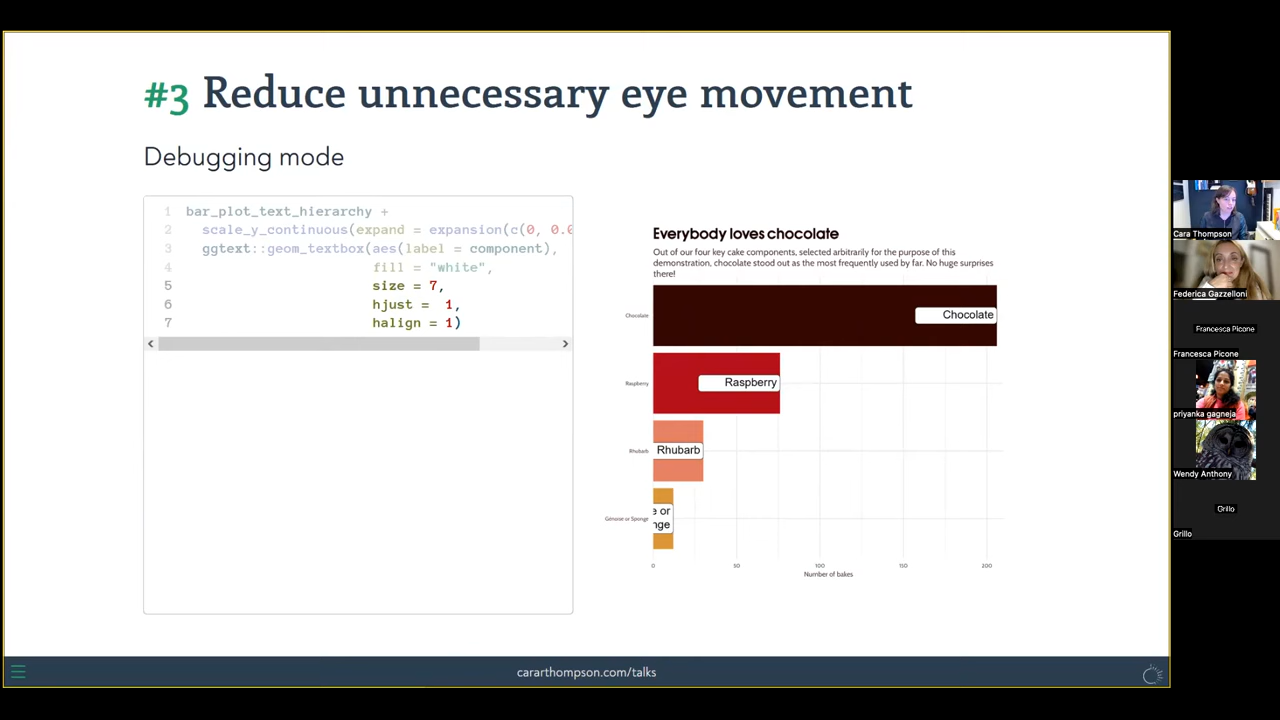 #3 Reduce unnecessary eye movement
Debugging mode
1 bar_plot_text_hierarchy +
2 scale_y_continuous(expand = expansion(c(0, 0.0
3 ggtext::geom_textbox(aes(label = component),
4 fill = "white",
5 size = 7,
6 hjust = 1,
7 halign = 1)
Everybody loves chocolate
Out of our four key cake components, selected arbitrarily for the purpose of this
demonstration, chocolate stood out as the most frequently used by far. No huge surprises
there!
Chocolate
Chocolate
Raspberry
Raspberry
Rhubarb
Rhubarb
Génoise or Sponge
e or
nge
0 50 100 150 200
Number of bakes
cararthompson.com/talks
Cara Thompson
Federica Gazzelloni
Francesca Picone
Francesca Picone
priyanka gagneja
Wendy Anthony
Grillo
Grillo